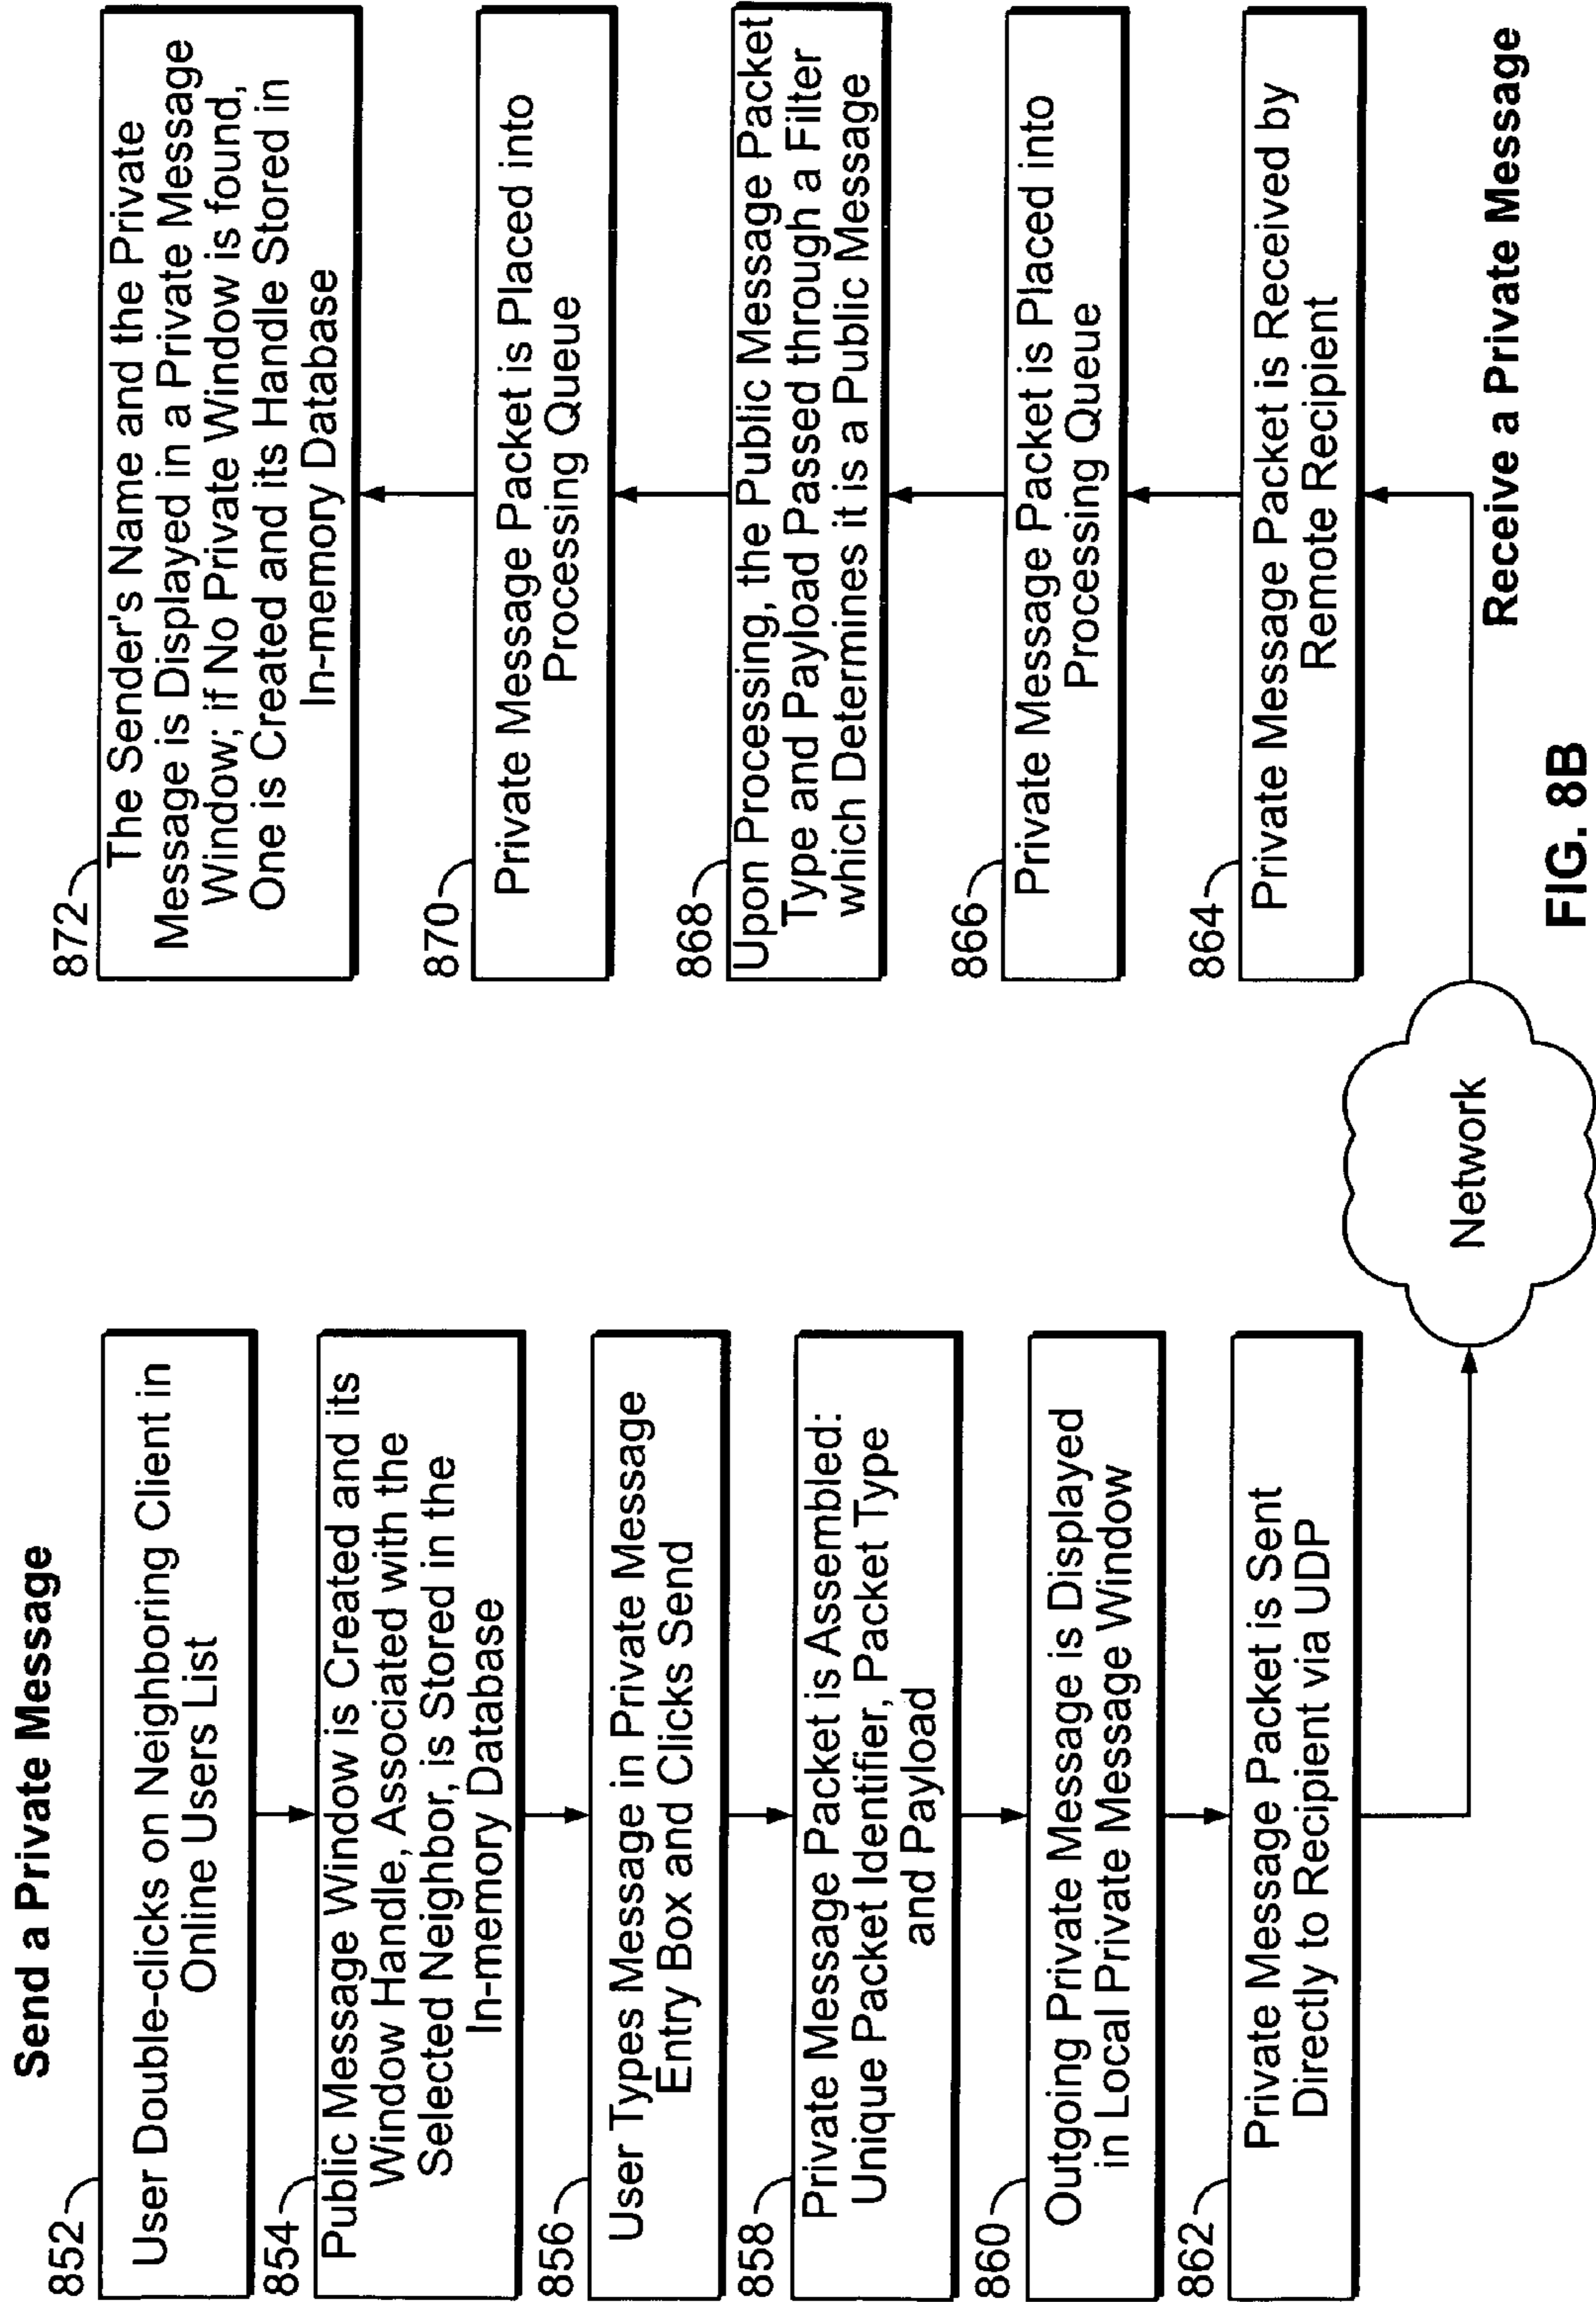 Send a Private Message
852
User Double-clicks on Neighboring Client in
Online Users List
854
Public Message Window is Created and its
Window Handle, Associated with the
Selected Neighbor, is Stored in the
In-memory Database
856
User Types Message in Private Message
Entry Box and Clicks Send
858
Private Message Packet is Assembled:
Unique Packet Identifier, Packet Type
and Payload
860
Outgoing Private Message is Displayed
in Local Private Message Window
862
Private Message Packet is Sent
Directly to Recipient via UDP
Network
872
The Sender's Name and the Private
Message is Displayed in a Private Message
Window; if No Private Window is found,
One is Created and its Handle Stored in
In-memory Database
870
Private Message Packet is Placed into
Processing Queue
868
Upon Processing, the Public Message Packet
Type and Payload Passed through a Filter
which Determines it is a Public Message
866
Private Message Packet is Placed into
Processing Queue
864
Private Message Packet is Received by
Remote Recipient
Receive a Private Message
FIG. 8B